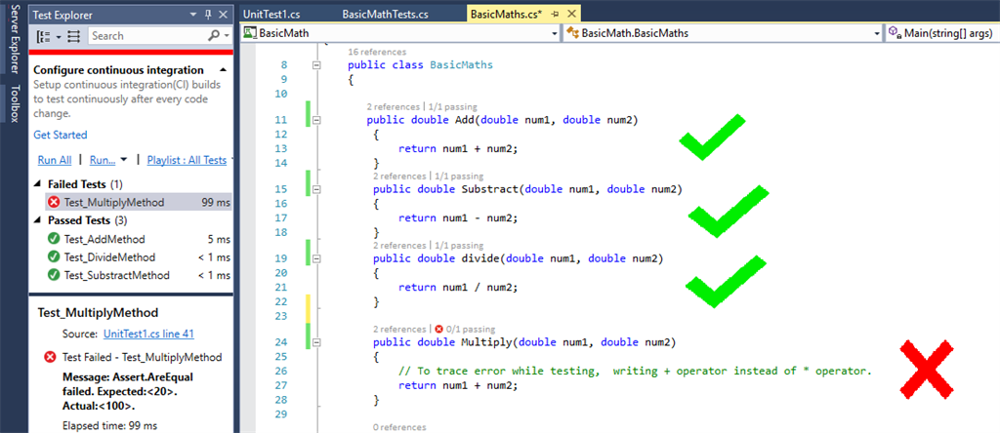 Server Explorer
Toolbox
Test Explorer
Search
Configure continuous integration
Setup continuous integration(CI) builds
to test continuously after every code
change.
Get Started
Run All | Run... | Playlist : All Tests
Failed Tests (1)
Test_MultiplyMethod 99 ms
Passed Tests (3)
Test_AddMethod 5 ms
Test_DivideMethod < 1 ms
Test_SubstractMethod < 1 ms
Test_MultiplyMethod
Source: UnitTest1.cs line 41
Test Failed - Test_MultiplyMethod
Message: Assert.AreEqual
failed. Expected:<20>.
Actual:<100>.
Elapsed time: 99 ms
UnitTest1.cs BasicMathTests.cs BasicMaths.cs*
BasicMath BasicMath.BasicMaths Main(string[] args)
16 references
8 public class BasicMaths
9 {
10
2 references | 1/1 passing
11 public double Add(double num1, double num2)
12 {
13 return num1 + num2;
14 }
2 references | 1/1 passing
15 public double Substract(double num1, double num2)
16 {
17 return num1 - num2;
18 }
2 references | 1/1 passing
19 public double divide(double num1, double num2)
20 {
21 return num1 / num2;
22 }
23
2 references | 0/1 passing
24 public double Multiply(double num1, double num2)
25 {
26 // To trace error while testing, writing + operator instead of * operator.
27 return num1 + num2;
28 }
29
0 references